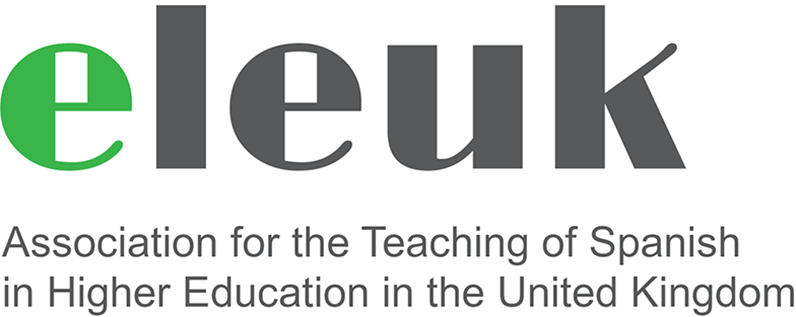 eleuk
Association for the Teaching of Spanish
in Higher Education in the United Kingdom